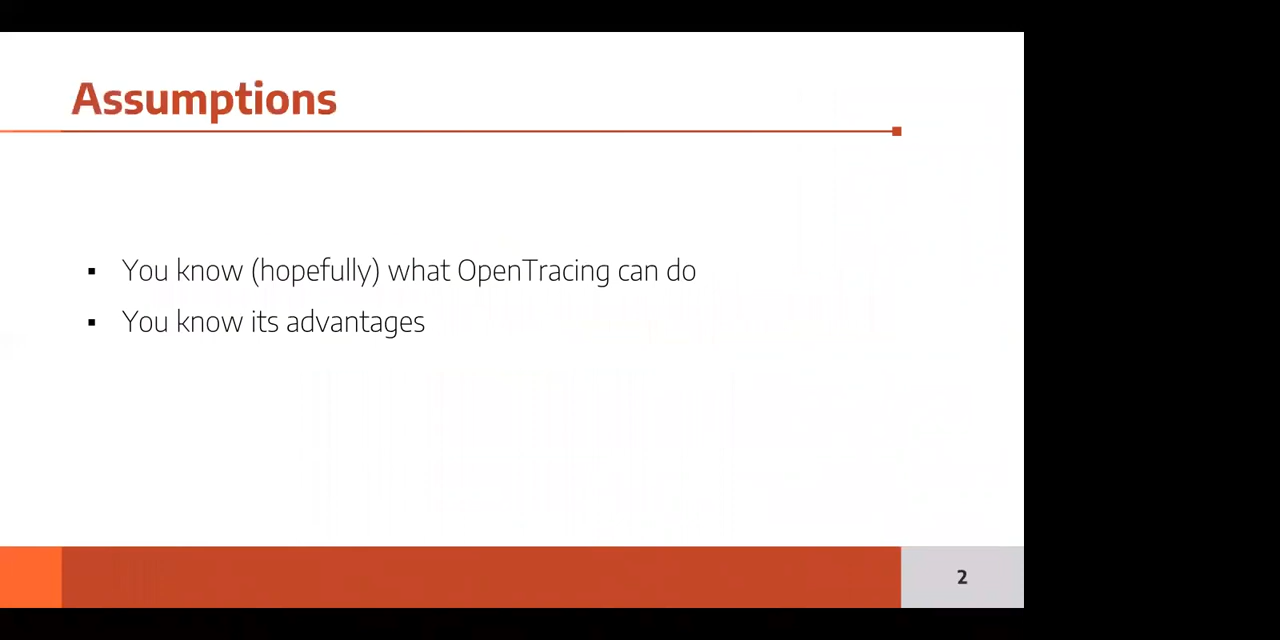 Assumptions
▪ You know (hopefully) what OpenTracing can do
▪ You know its advantages
2